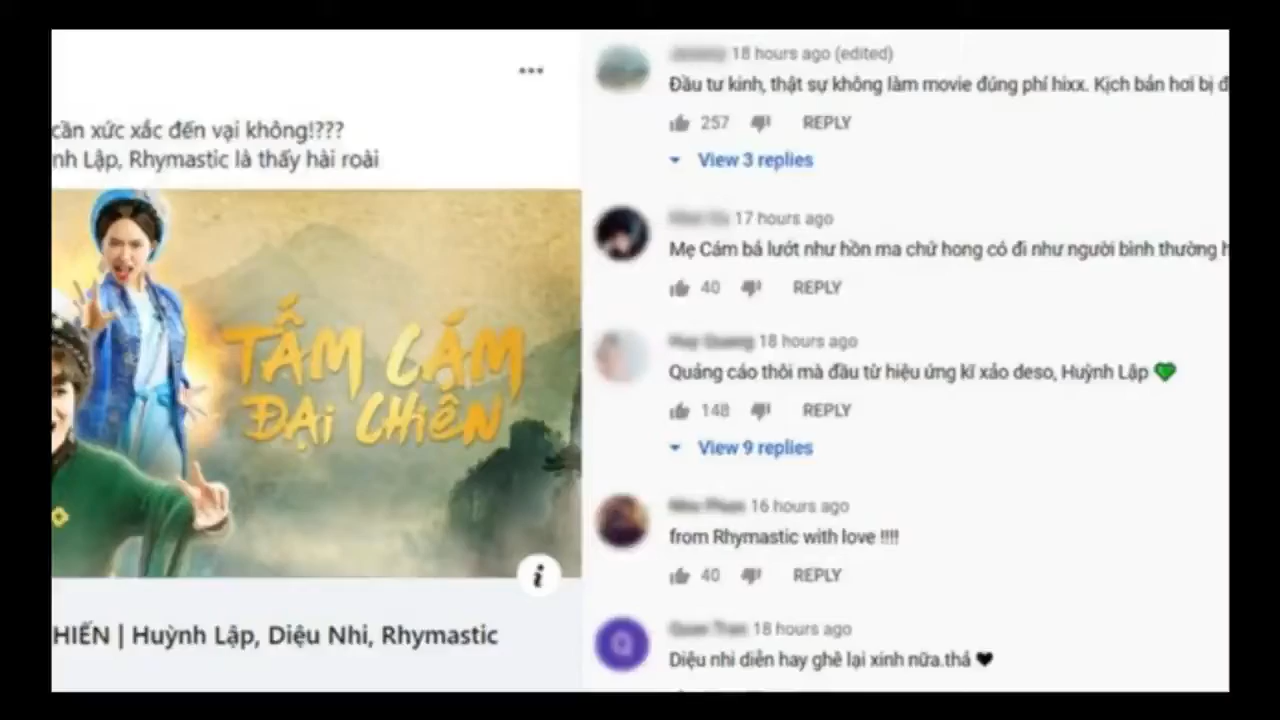 cần xức xắc đến vại không!???
nh Lập, Rhymastic là thấy hài roài
TẤM CÁM
ĐẠI CHIẾN
HIẾN | Huỳnh Lập, Diệu Nhi, Rhymastic
18 hours ago (edited)
Đầu tư kinh, thật sự không làm movie đúng phí hixx. Kịch bản hơi bị đ
257 REPLY
View 3 replies
17 hours ago
Mẹ Cám bả lướt như hồn ma chứ hong có đi như người bình thường h
40 REPLY
18 hours ago
Quảng cáo thôi mà đầu từ hiệu ứng kĩ xảo deso, Huỳnh Lập 💚
148 REPLY
View 9 replies
16 hours ago
from Rhymastic with love !!!!
40 REPLY
Q
18 hours ago
Diệu nhi diễn hay ghê lại xinh nữa.thả ❤